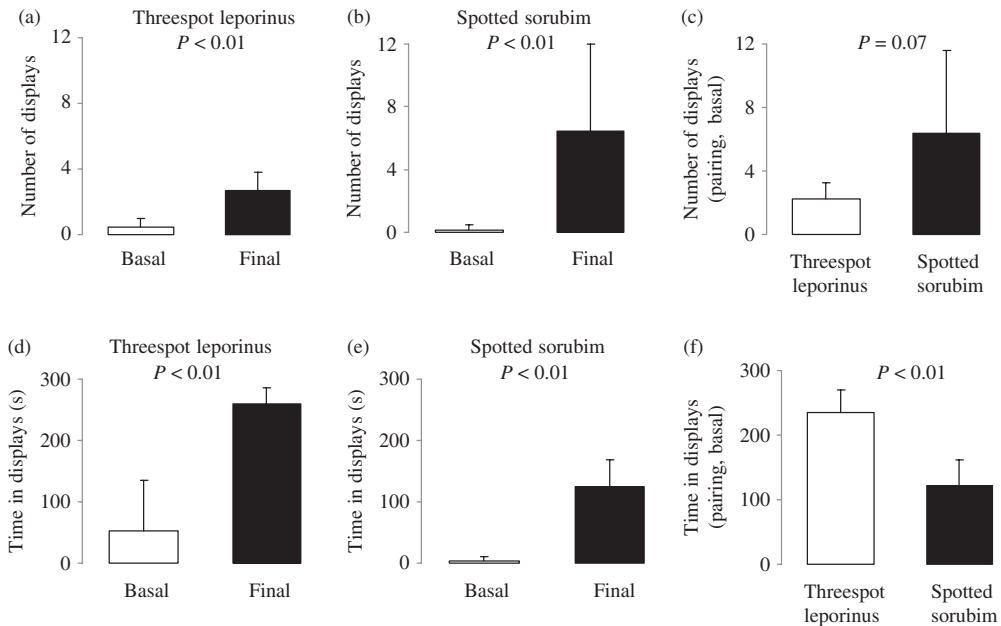 (a)
Threespot leporinus
P < 0.01
12
8
4
0
Number of displays
Basal
Final
(b)
Spotted sorubim
P < 0.01
12
8
4
0
Number of displays
Basal
Final
(c)
P = 0.07
12
8
4
0
Number of displays
(pairing, basal)
Threespot
leporinus
Spotted
sorubim
(d)
Threespot leporinus
P < 0.01
300
200
100
0
Time in displays (s)
Basal
Final
(e)
Spotted sorubim
P < 0.01
300
200
100
0
Time in displays (s)
Basal
Final
(f)
P < 0.01
300
200
100
0
Time in displays
(pairing, basal)
Threespot
leporinus
Spotted
sorubim